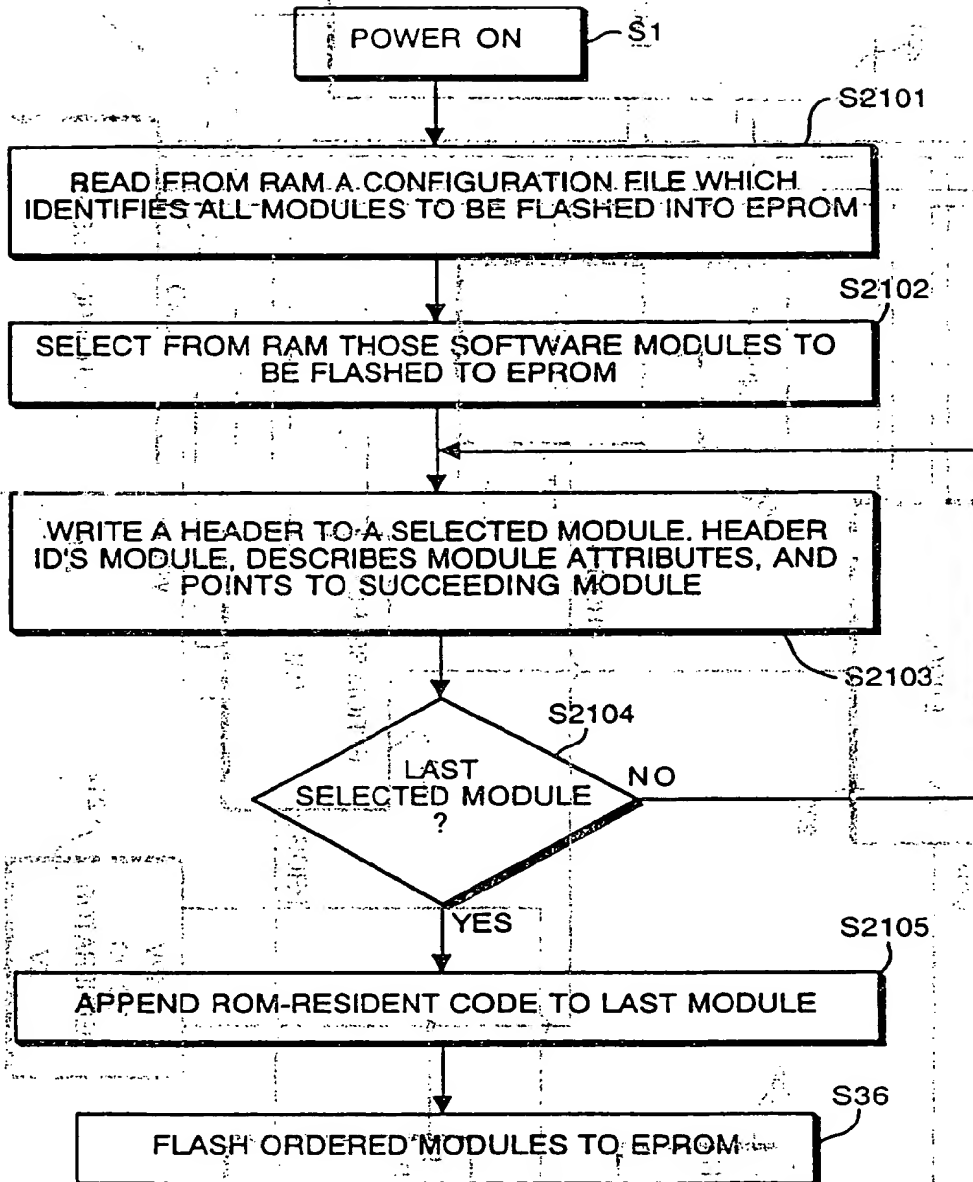 POWER ON
S1
S2101
READ FROM RAM A CONFIGURATION FILE WHICH
IDENTIFIES ALL MODULES TO BE FLASHED INTO EPROM
S2102
SELECT FROM RAM THOSE SOFTWARE MODULES TO
BE FLASHED TO EPROM
WRITE A HEADER TO A SELECTED MODULE. HEADER
ID'S MODULE, DESCRIBES MODULE ATTRIBUTES, AND
POINTS TO SUCCEEDING MODULE
S2103
S2104
LAST
SELECTED MODULE
?
NO
YES
S2105
APPEND ROM-RESIDENT CODE TO LAST MODULE
S36
FLASH ORDERED MODULES TO EPROM